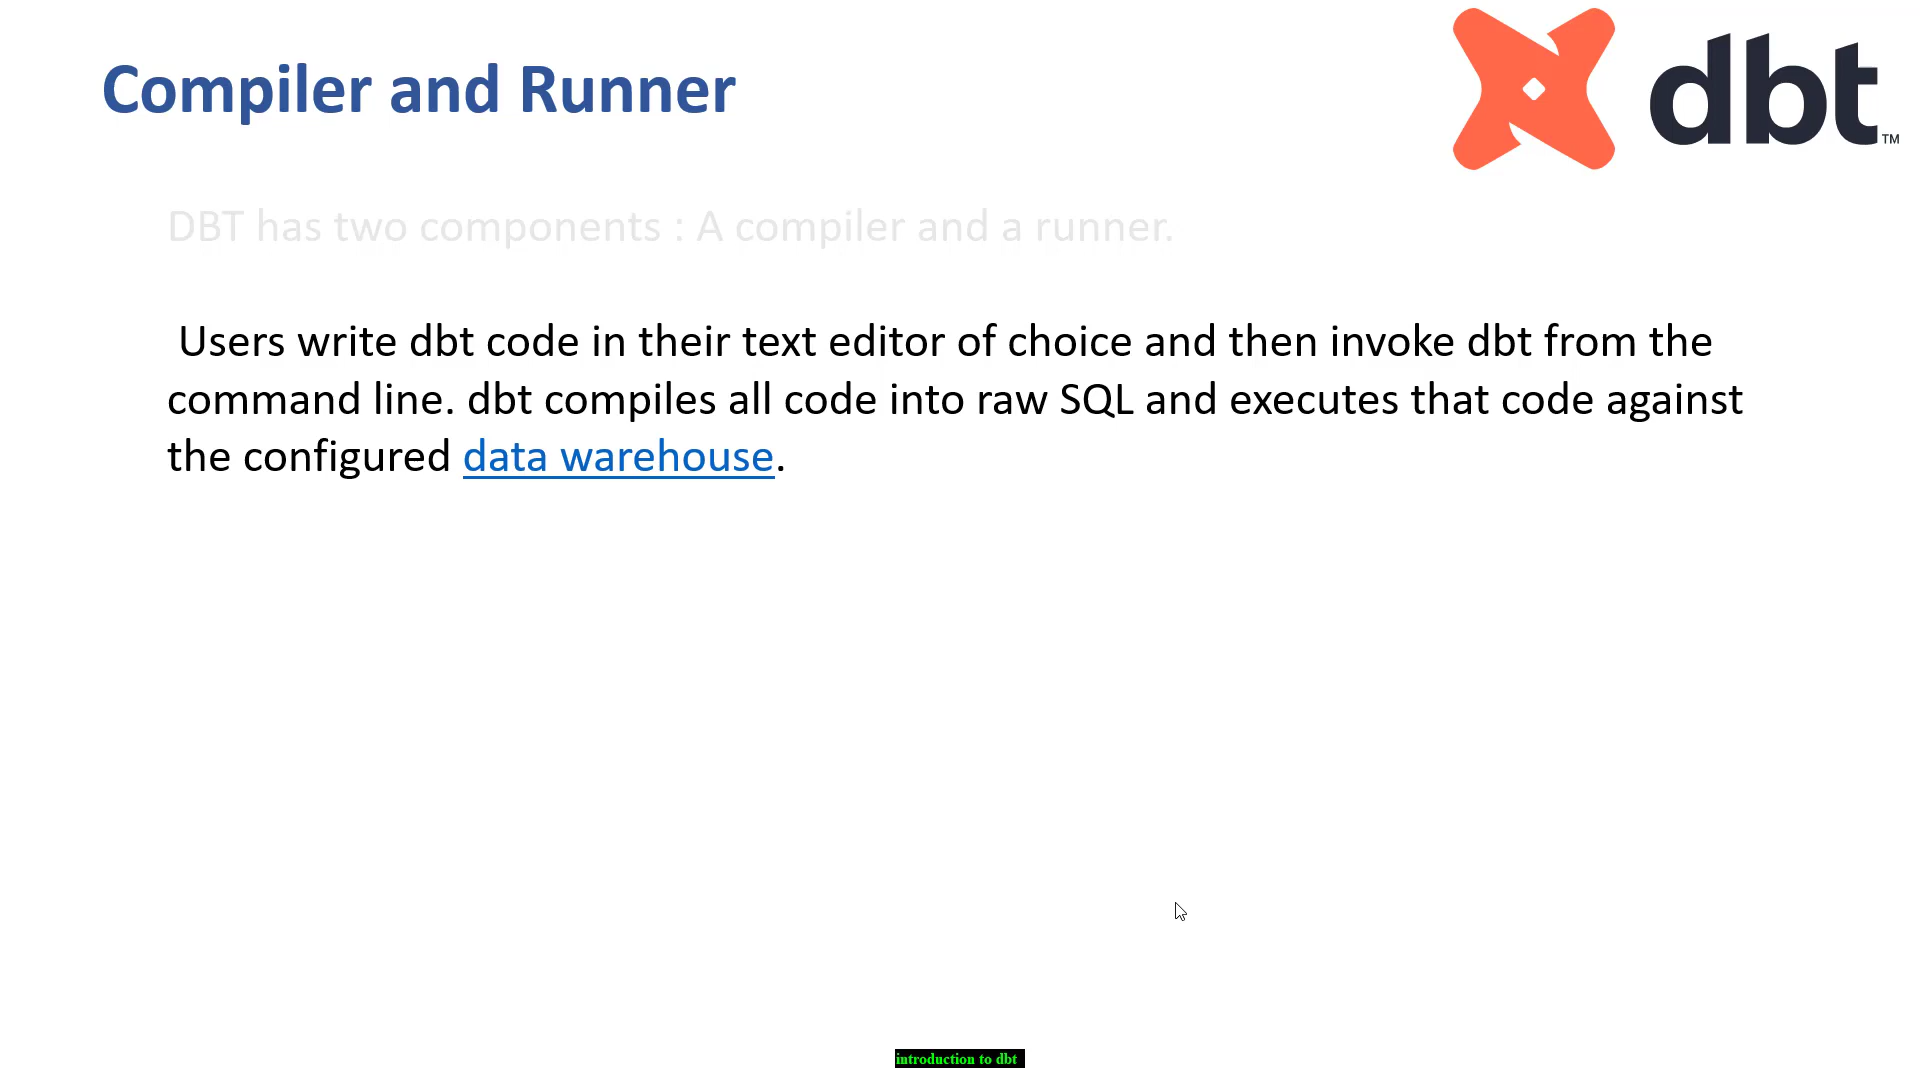 Compiler and Runner
dbt
TM
DBT has two components : A compiler and a runner.
Users write dbt code in their text editor of choice and then invoke dbt from the
command line. dbt compiles all code into raw SQL and executes that code against
the configured data warehouse.
introduction to dbt